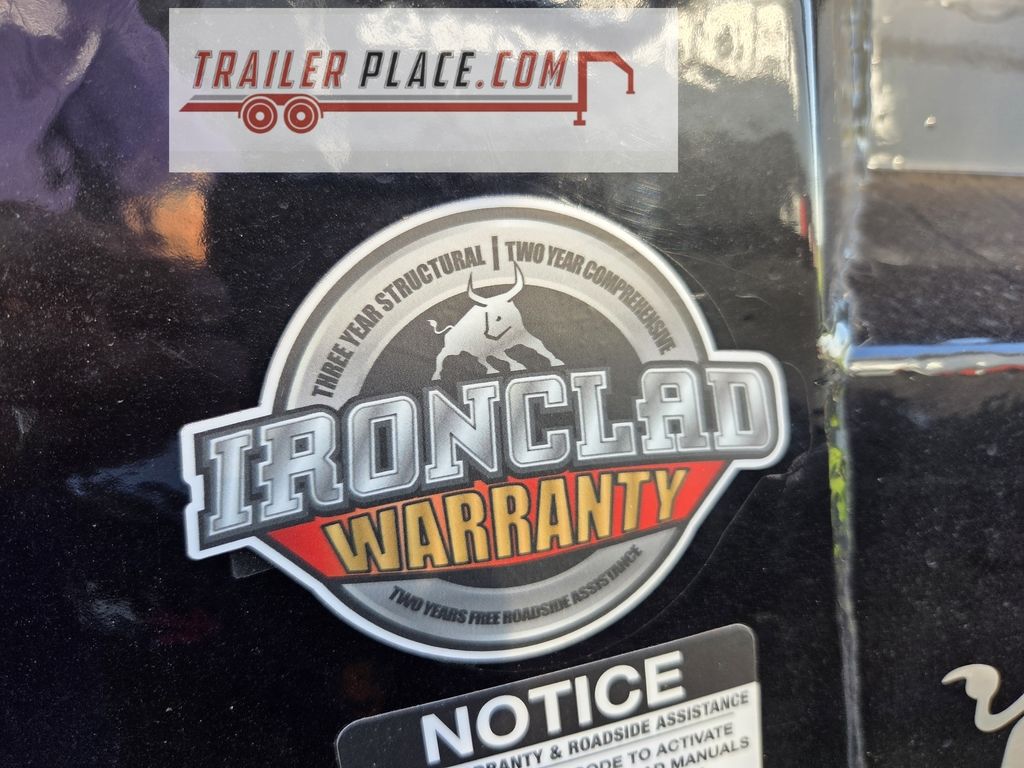 TRAILER PLACE.COM
THREE YEAR STRUCTURAL | TWO YEAR COMPREHENSIVE
IRONCLAD
WARRANTY
TWO YEARS FREE ROADSIDE ASSISTANCE
NOTICE
& ROADSIDE ASSISTANCE
TO ACTIVATE
MANUALS